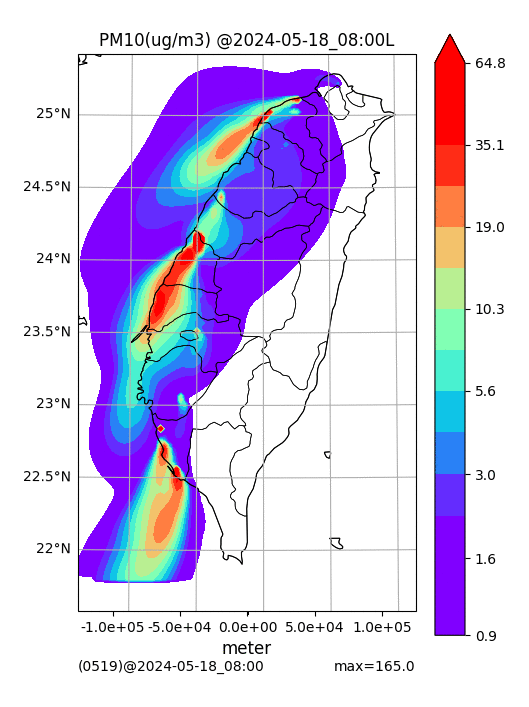 PM10(ug/m3) @2024-05-18_08:00L
64.8
25°N
35.1
24.5°N
19.0
24°N
10.3
23.5°N
5.6
23°N
3.0
22.5°N
1.6
22°N
0.9
-1.0e+05 -5.0e+04 0.0e+00 5.0e+04 1.0e+05
meter
(0519)@2024-05-18_08:00 max=165.0